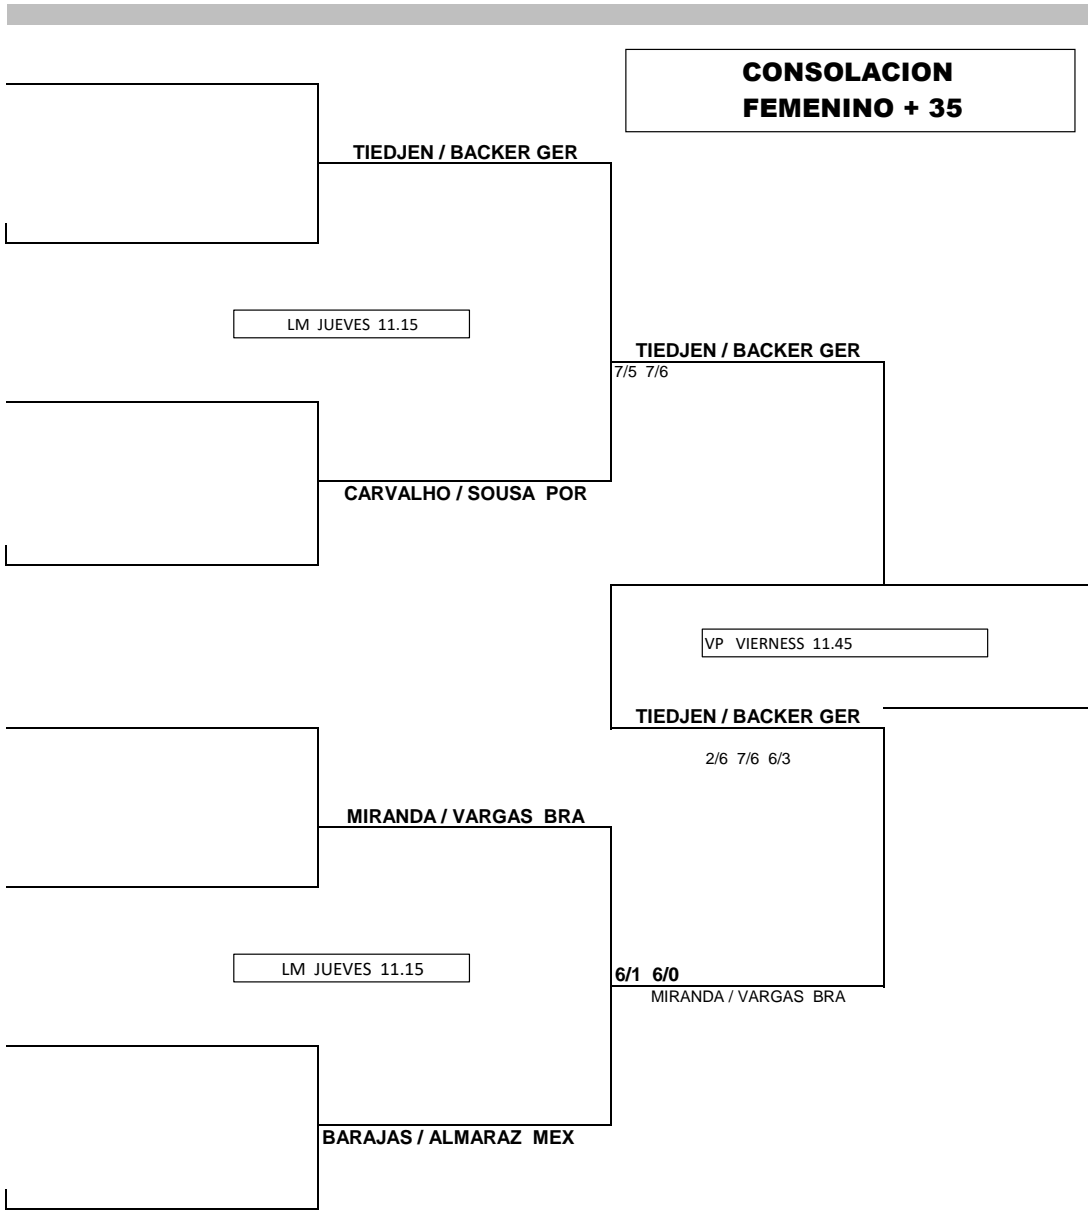 CONSOLACION
FEMENINO + 35
TIEDJEN / BACKER GER
LM JUEVES 11.15
TIEDJEN / BACKER GER
7/5 7/6
CARVALHO / SOUSA POR
VP VIERNESS 11.45
TIEDJEN / BACKER GER
2/6 7/6 6/3
MIRANDA / VARGAS BRA
LM JUEVES 11.15
6/1 6/0
MIRANDA / VARGAS BRA
BARAJAS / ALMARAZ MEX